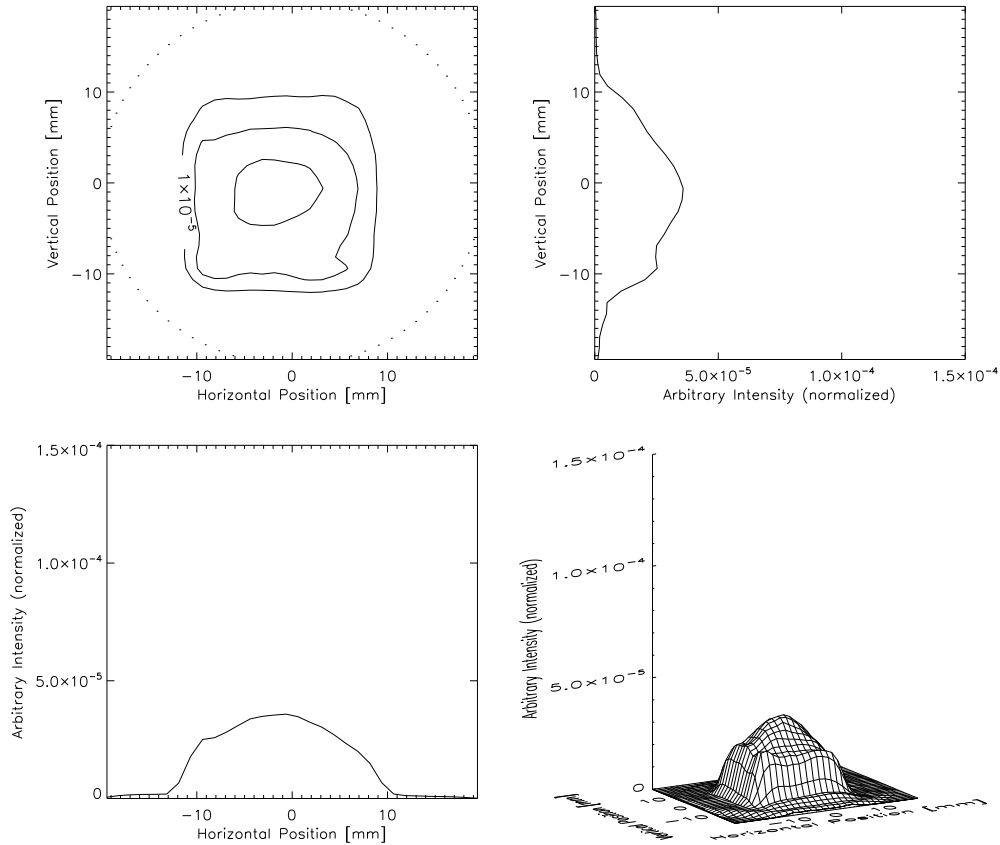 10
0
−10
Vertical Position [mm]
1×10⁻⁵
−10 0 10
Horizontal Position [mm]
10
0
−10
Vertical Position [mm]
0 5.0×10⁻⁵ 1.0×10⁻⁴ 1.5×10⁻⁴
Arbitrary Intensity (normalized)
1.5×10⁻⁴
1.0×10⁻⁴
5.0×10⁻⁵
0
Arbitrary Intensity (normalized)
−10 0 10
Horizontal Position [mm]
1.5×10⁻⁴
1.0×10⁻⁴
5.0×10⁻⁵
0
Arbitrary Intensity (normalized)
10
0
−10
Vertical Position [mm]
−10 0 10
Horizontal Position [mm]